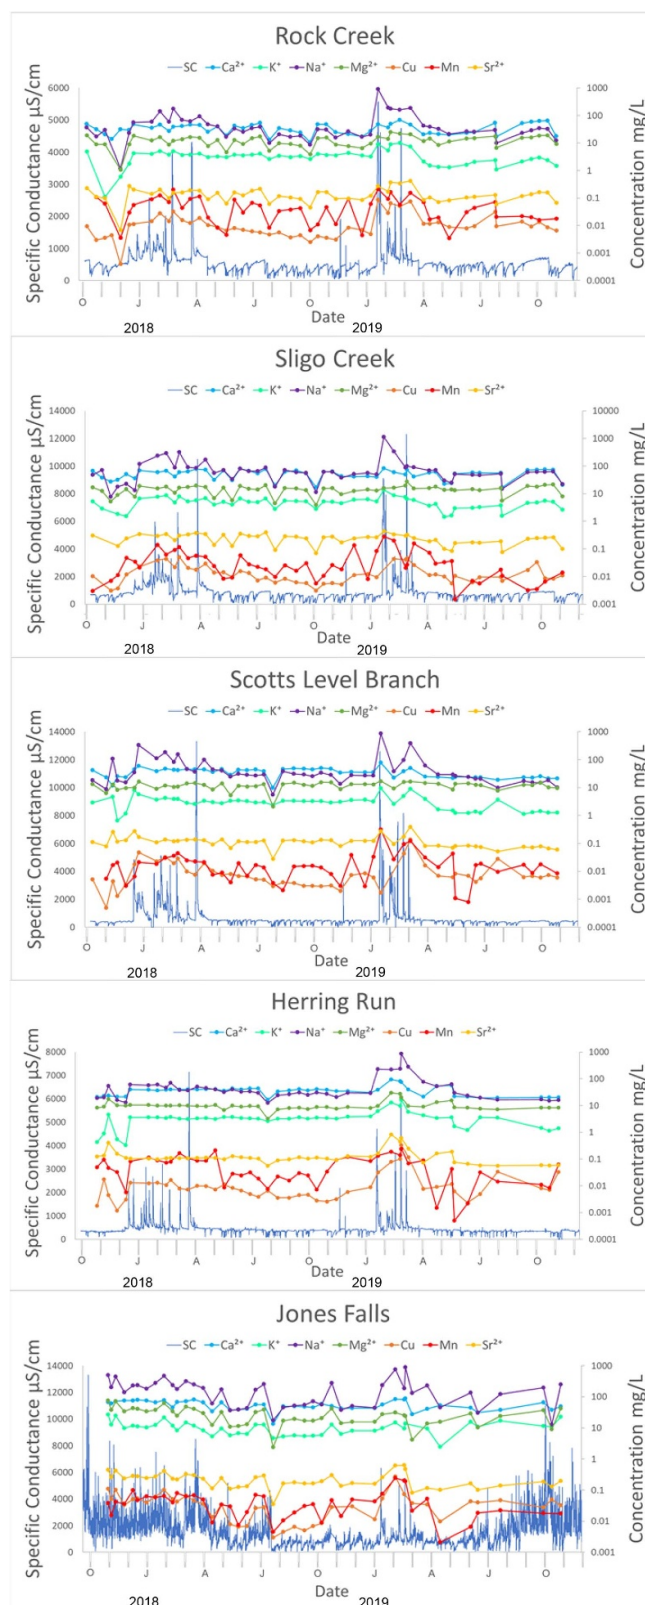 Rock Creek
SC Ca²⁺ K⁺ Na⁺ Mg²⁺ Cu Mn Sr²⁺
Specific Conductance µS/cm
6000
5000
4000
3000
2000
1000
0
1000
100
10
1
0.1
0.01
0.001
0.0001
Concentration mg/L
O J A J O J A J O
Date
2018 2019
Sligo Creek
SC Ca²⁺ K⁺ Na⁺ Mg²⁺ Cu Mn Sr²⁺
Specific Conductance µS/cm
14000
12000
10000
8000
6000
4000
2000
0
10000
1000
100
10
1
0.1
0.01
0.001
Concentration mg/L
O J A J O J A J O
Date
2018 2019
Scotts Level Branch
SC Ca²⁺ K⁺ Na⁺ Mg²⁺ Cu Mn Sr²⁺
Specific Conductance µS/cm
14000
12000
10000
8000
6000
4000
2000
0
1000
100
10
1
0.1
0.01
0.001
0.0001
Concentration mg/L
O J A J O J A J O
Date
2018 2019
Herring Run
SC Ca²⁺ K⁺ Na⁺ Mg²⁺ Cu Mn Sr²⁺
Specific Conductance µS/cm
8000
7000
6000
5000
4000
3000
2000
1000
0
1000
100
10
1
0.1
0.01
0.001
0.0001
Concentration mg/L
O J A J O J A J O
Date
2018 2019
Jones Falls
SC Ca²⁺ K⁺ Na⁺ Mg²⁺ Cu Mn Sr²⁺
Specific Conductance µS/cm
14000
12000
10000
8000
6000
4000
2000
0
1000
100
10
1
0.1
0.01
0.001
Concentration mg/L
O J A J O J A J O
Date
2018 2019